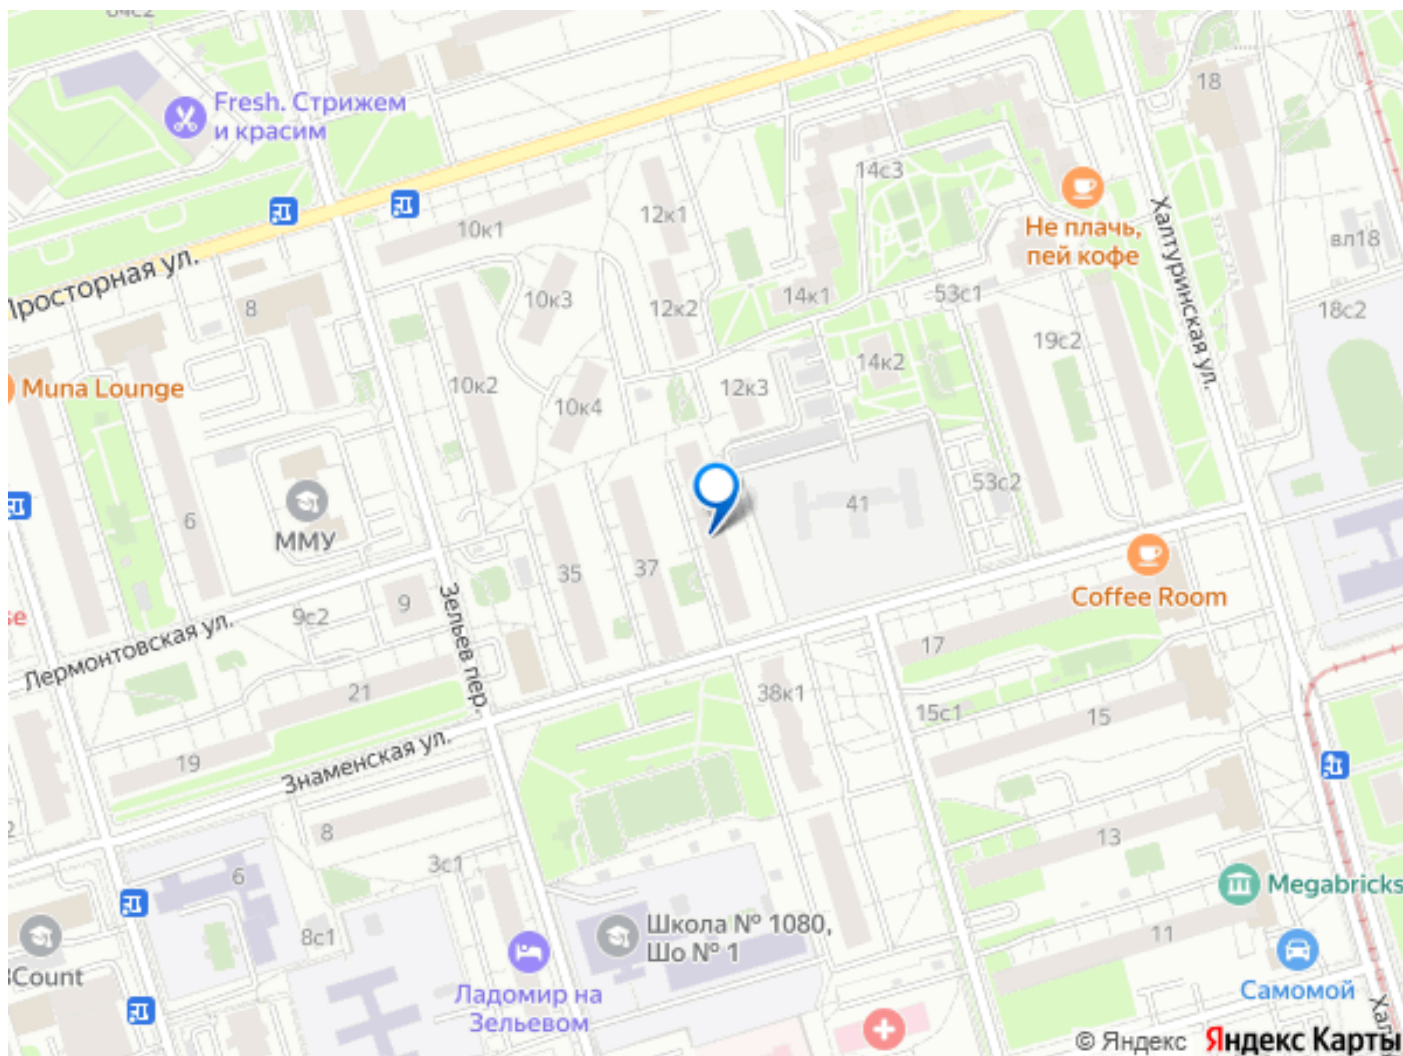 Fresh. Стрижем
и красим
18
14с3
12к1
10к1
Не плачь,
пей кофе
Халтуринская ул.
вл18
Просторная ул.
8
10к3
12к2
14к1
53с1
18с2
19с2
Muna Lounge
10к2
10к4
12к3
14к2
6
ММУ
41
53с2
35
37
9с2
9
Зельев пер.
Лермонтовская ул.
Coffee Room
17
21
38к1
15с1
15
19
Знаменская ул.
8
3с1
13
6
8с1
Школа № 1080,
Шо № 1
Megabricks
11
Count
Ладомир на
Зельевом
Самомой
© Яндекс Яндекс Карты